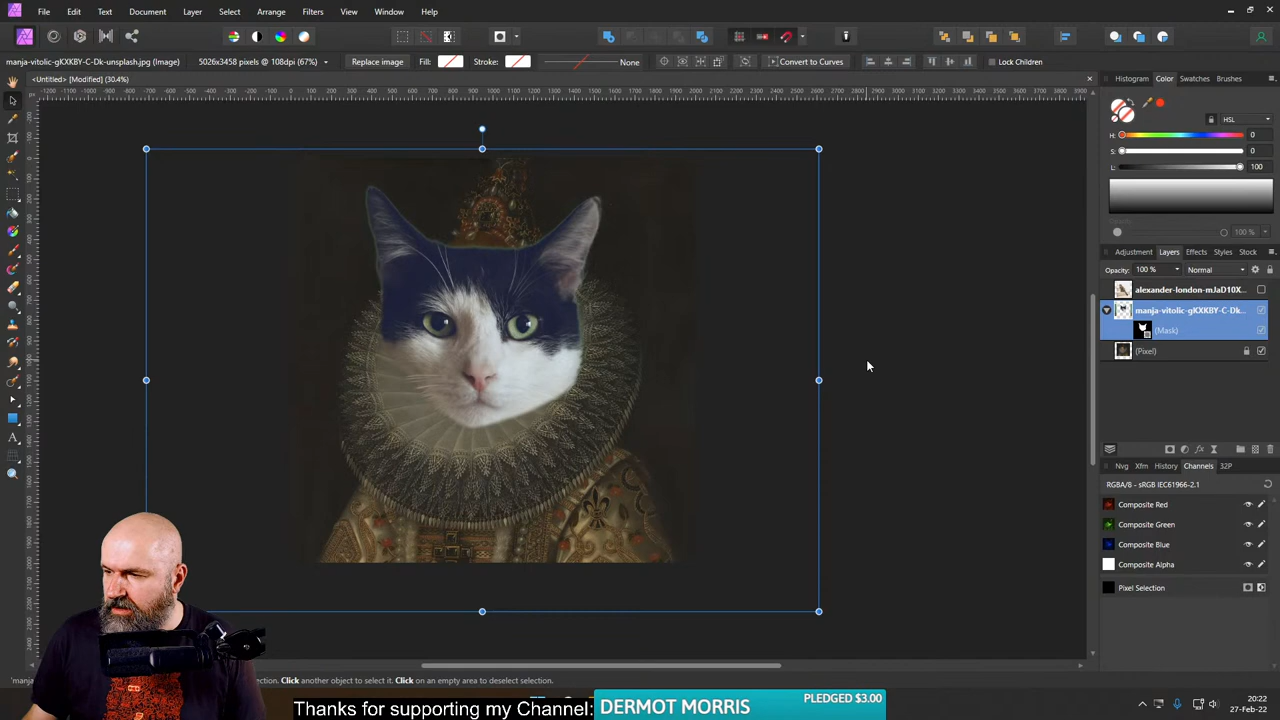 File Edit Text Document Layer Select Arrange Filters View Window Help
manja-vitolic-gKXKBY-C-Dk-unsplash.jpg (Image) 5026x3458 pixels @ 108dpi (67%) Replace image Fill: Stroke: None Convert to Curves Lock Children
<Untitled> [Modified] (30.4%)
Histogram Color Swatches Brushes
HSL
H: 0
S: 0
L: 100
Opacity 100 %
Adjustment Layers Effects Styles Stock
Opacity: 100 % Normal
alexander-london-mJaD10X...
manja-vitolic-gKXKBY-C-Dk...
(Mask)
(Pixel)
Nvg Xfm History Channels 32P
RGBA/8 - sRGB IEC61966-2.1
Composite Red
Composite Green
Composite Blue
Composite Alpha
Pixel Selection
Click another object to select it. Click on an empty area to deselect selection.
Thanks for supporting my Channel: DERMOT MORRIS PLEDGED $3.00
20:22
27-Feb-22